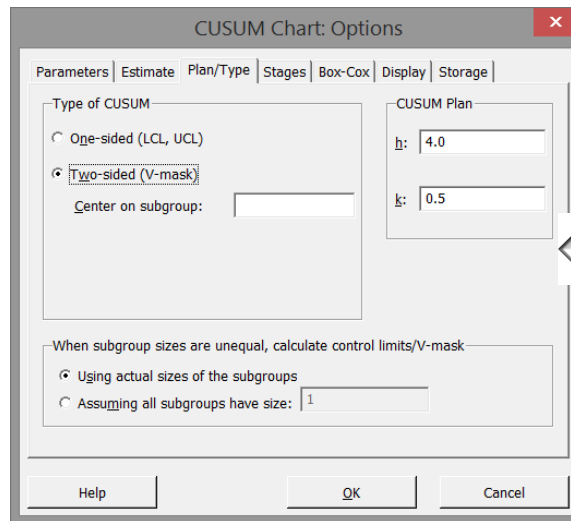 CUSUM Chart: Options
Parameters Estimate Plan/Type Stages Box-Cox Display Storage
Type of CUSUM
One-sided (LCL, UCL)
Two-sided (V-mask)
Center on subgroup:
CUSUM Plan
h: 4.0
k: 0.5
When subgroup sizes are unequal, calculate control limits/V-mask
Using actual sizes of the subgroups
Assuming all subgroups have size: 1
Help OK Cancel